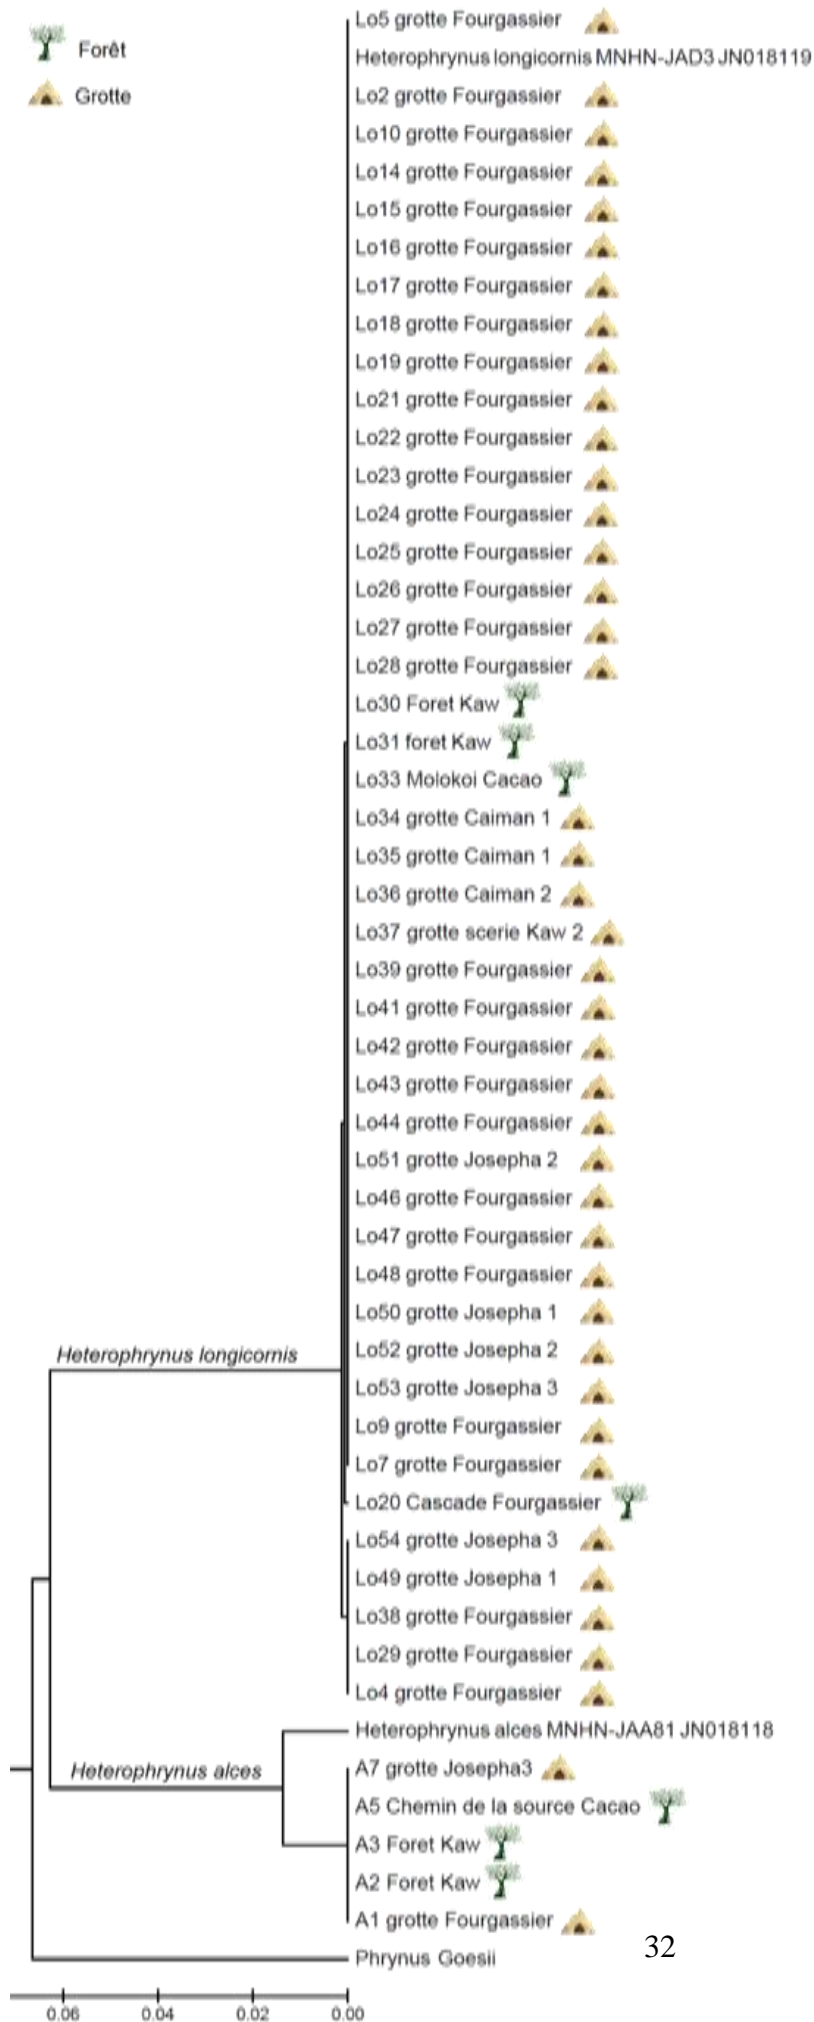 Forêt
Grotte
Lo5 grotte Fourgassier
Heterophrynus longicornis MNHN-JAD3 JN018119
Lo2 grotte Fourgassier
Lo10 grotte Fourgassier
Lo14 grotte Fourgassier
Lo15 grotte Fourgassier
Lo16 grotte Fourgassier
Lo17 grotte Fourgassier
Lo18 grotte Fourgassier
Lo19 grotte Fourgassier
Lo21 grotte Fourgassier
Lo22 grotte Fourgassier
Lo23 grotte Fourgassier
Lo24 grotte Fourgassier
Lo25 grotte Fourgassier
Lo26 grotte Fourgassier
Lo27 grotte Fourgassier
Lo28 grotte Fourgassier
Lo30 Foret Kaw
Lo31 foret Kaw
Lo33 Molokoi Cacao
Lo34 grotte Caiman 1
Lo35 grotte Caiman 1
Lo36 grotte Caiman 2
Lo37 grotte scerie Kaw 2
Lo39 grotte Fourgassier
Lo41 grotte Fourgassier
Lo42 grotte Fourgassier
Lo43 grotte Fourgassier
Lo44 grotte Fourgassier
Lo51 grotte Josepha 2
Lo46 grotte Fourgassier
Lo47 grotte Fourgassier
Lo48 grotte Fourgassier
Lo50 grotte Josepha 1
Lo52 grotte Josepha 2
Lo53 grotte Josepha 3
Lo9 grotte Fourgassier
Lo7 grotte Fourgassier
Lo20 Cascade Fourgassier
Lo54 grotte Josepha 3
Lo49 grotte Josepha 1
Lo38 grotte Fourgassier
Lo29 grotte Fourgassier
Lo4 grotte Fourgassier
Heterophrynus alces MNHN-JAA81 JN018118
A7 grotte Josepha3
A5 Chemin de la source Cacao
A3 Foret Kaw
A2 Foret Kaw
A1 grotte Fourgassier
Phrynus Goesii
Heterophrynus longicornis
Heterophrynus alces
32
0.06 0.04 0.02 0.00